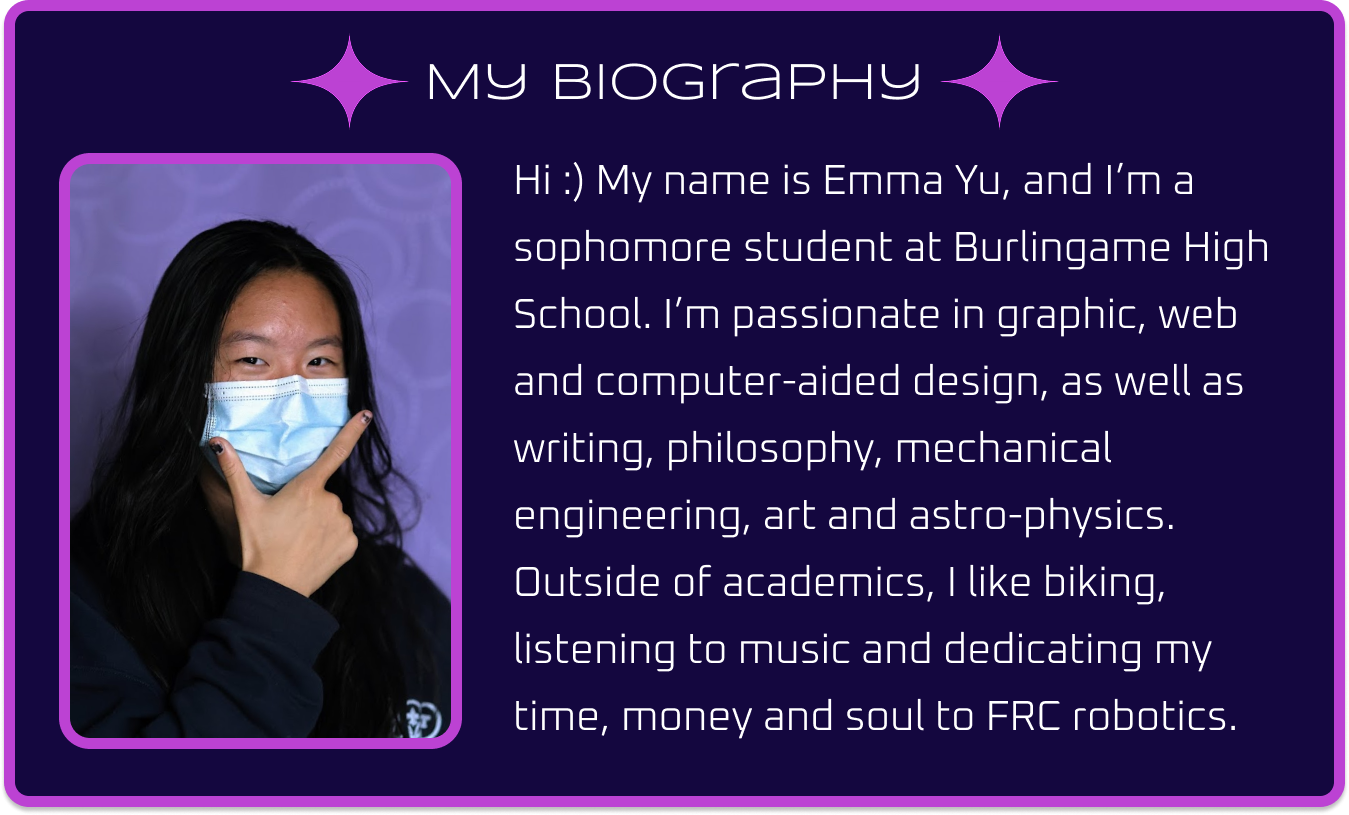 My Biography
Hi :) My name is Emma Yu, and I’m a
sophomore student at Burlingame High
School. I’m passionate in graphic, web
and computer-aided design, as well as
writing, philosophy, mechanical
engineering, art and astro-physics.
Outside of academics, I like biking,
listening to music and dedicating my
time, money and soul to FRC robotics.